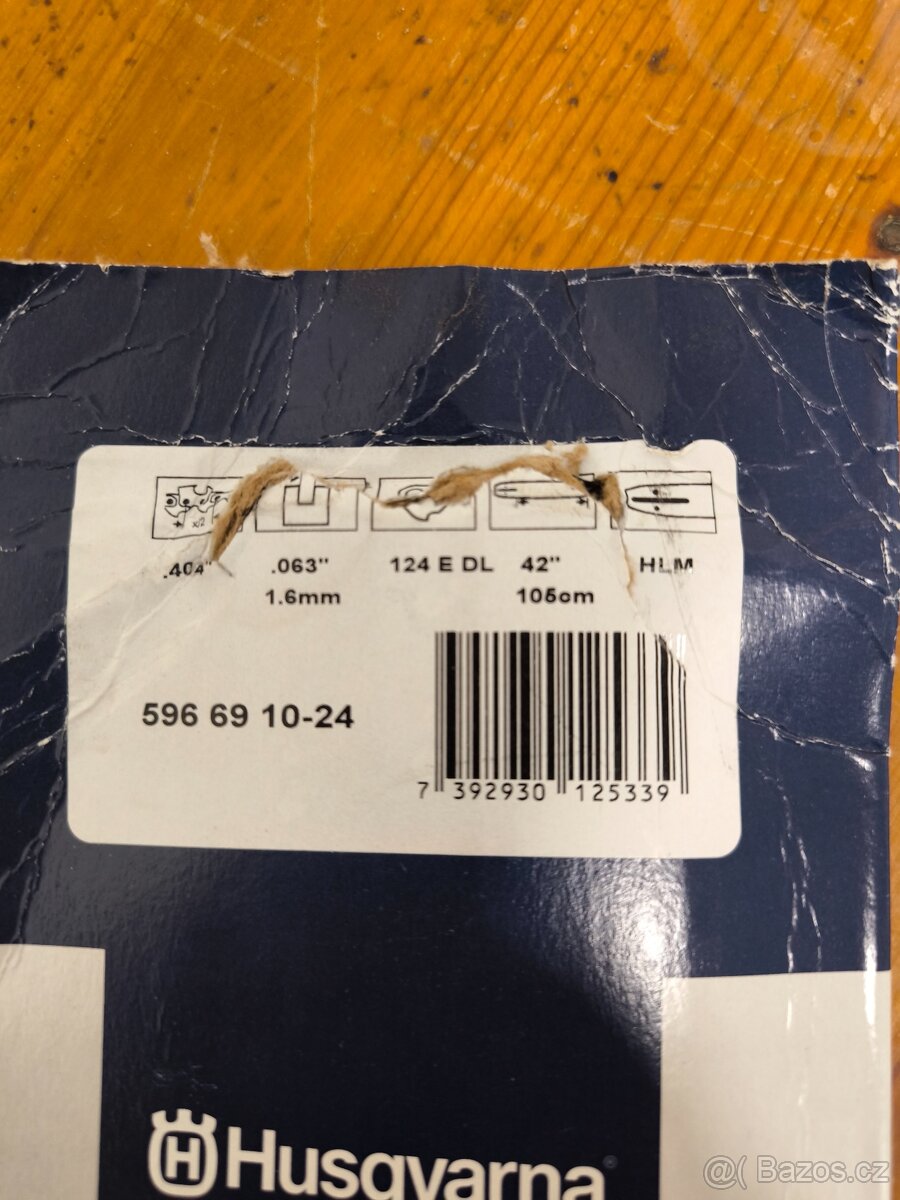 x/2
.404" .063" 124 E DL 42" HLM
1.6mm 105cm
596 69 10-24
7 392930 125339
H Husqvarna®
@( Bazos.cz